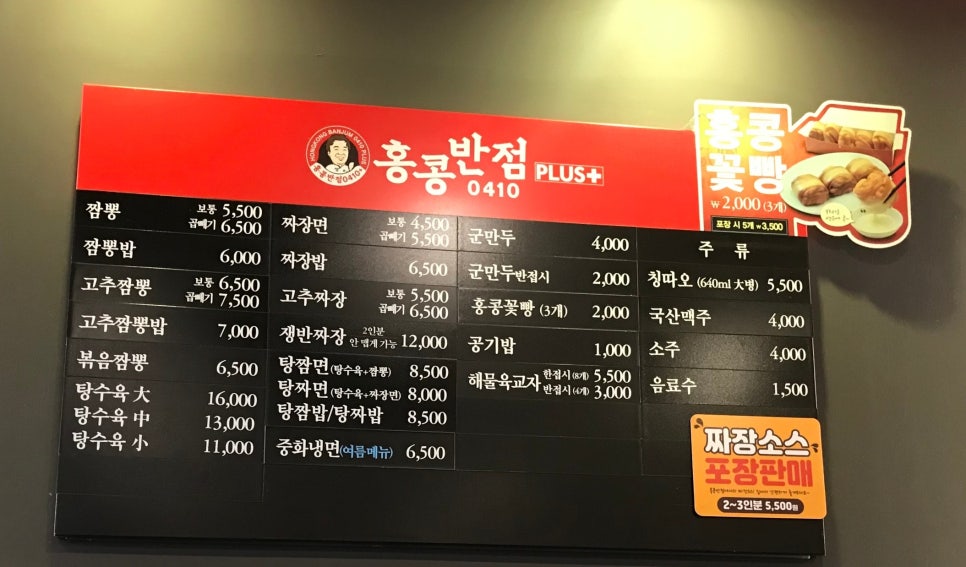 HONGKONG BANJUM 0410 PLUS
홍콩반점0410+
홍콩반점
0410
PLUS+
홍콩
꽃빵
₩2,000 (3개)
포장 시 5개 ₩3,500
짬뽕 보통 5,500
곱빼기 6,500
짬뽕밥 6,000
고추짬뽕 보통 6,500
곱빼기 7,500
고추짬뽕밥 7,000
볶음짬뽕 6,500
탕수육 大 16,000
탕수육 中 13,000
탕수육 小 11,000
짜장면 보통 4,500
곱빼기 5,500
짜장밥 6,500
고추짜장 보통 5,500
곱빼기 6,500
쟁반짜장 2인분 안 맵게 가능 12,000
탕짬면(탕수육+짬뽕) 8,500
탕짜면(탕수육+짜장면) 8,000
탕짬밥/탕짜밥 8,500
중화냉면(여름메뉴) 6,500
군만두 4,000
군만두반접시 2,000
홍콩꽃빵 (3개) 2,000
공기밥 1,000
해물육교자 한접시(8개) 5,500
반접시(4개) 3,000
주 류
칭따오 (640ml 大병) 5,500
국산맥주 4,000
소주 4,000
음료수 1,500
짜장소스
포장판매
2~3인분 5,500원